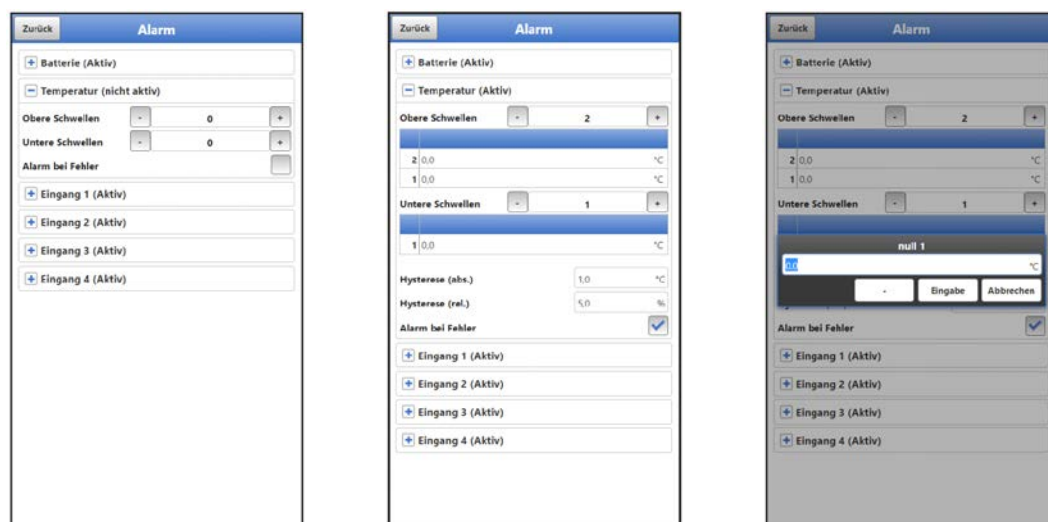 Zurück Alarm
+ Batterie (Aktiv)
- Temperatur (nicht aktiv)
Obere Schwellen - 0 +
Untere Schwellen - 0 +
Alarm bei Fehler
+ Eingang 1 (Aktiv)
+ Eingang 2 (Aktiv)
+ Eingang 3 (Aktiv)
+ Eingang 4 (Aktiv)
Zurück Alarm
+ Batterie (Aktiv)
- Temperatur (Aktiv)
Obere Schwellen - 2 +
2 0,0 °C
1 0,0 °C
Untere Schwellen - 1 +
1 0,0 °C
Hysterese (abs.) 1,0 °C
Hysterese (rel.) 5,0 %
Alarm bei Fehler
+ Eingang 1 (Aktiv)
+ Eingang 2 (Aktiv)
+ Eingang 3 (Aktiv)
+ Eingang 4 (Aktiv)
Zurück Alarm
+ Batterie (Aktiv)
- Temperatur (Aktiv)
Obere Schwellen - 2 +
2 0,0 °C
1 0,0 °C
Untere Schwellen - 1 +
null 1
0,0 °C
- Eingabe Abbrechen
Alarm bei Fehler
+ Eingang 1 (Aktiv)
+ Eingang 2 (Aktiv)
+ Eingang 3 (Aktiv)
+ Eingang 4 (Aktiv)